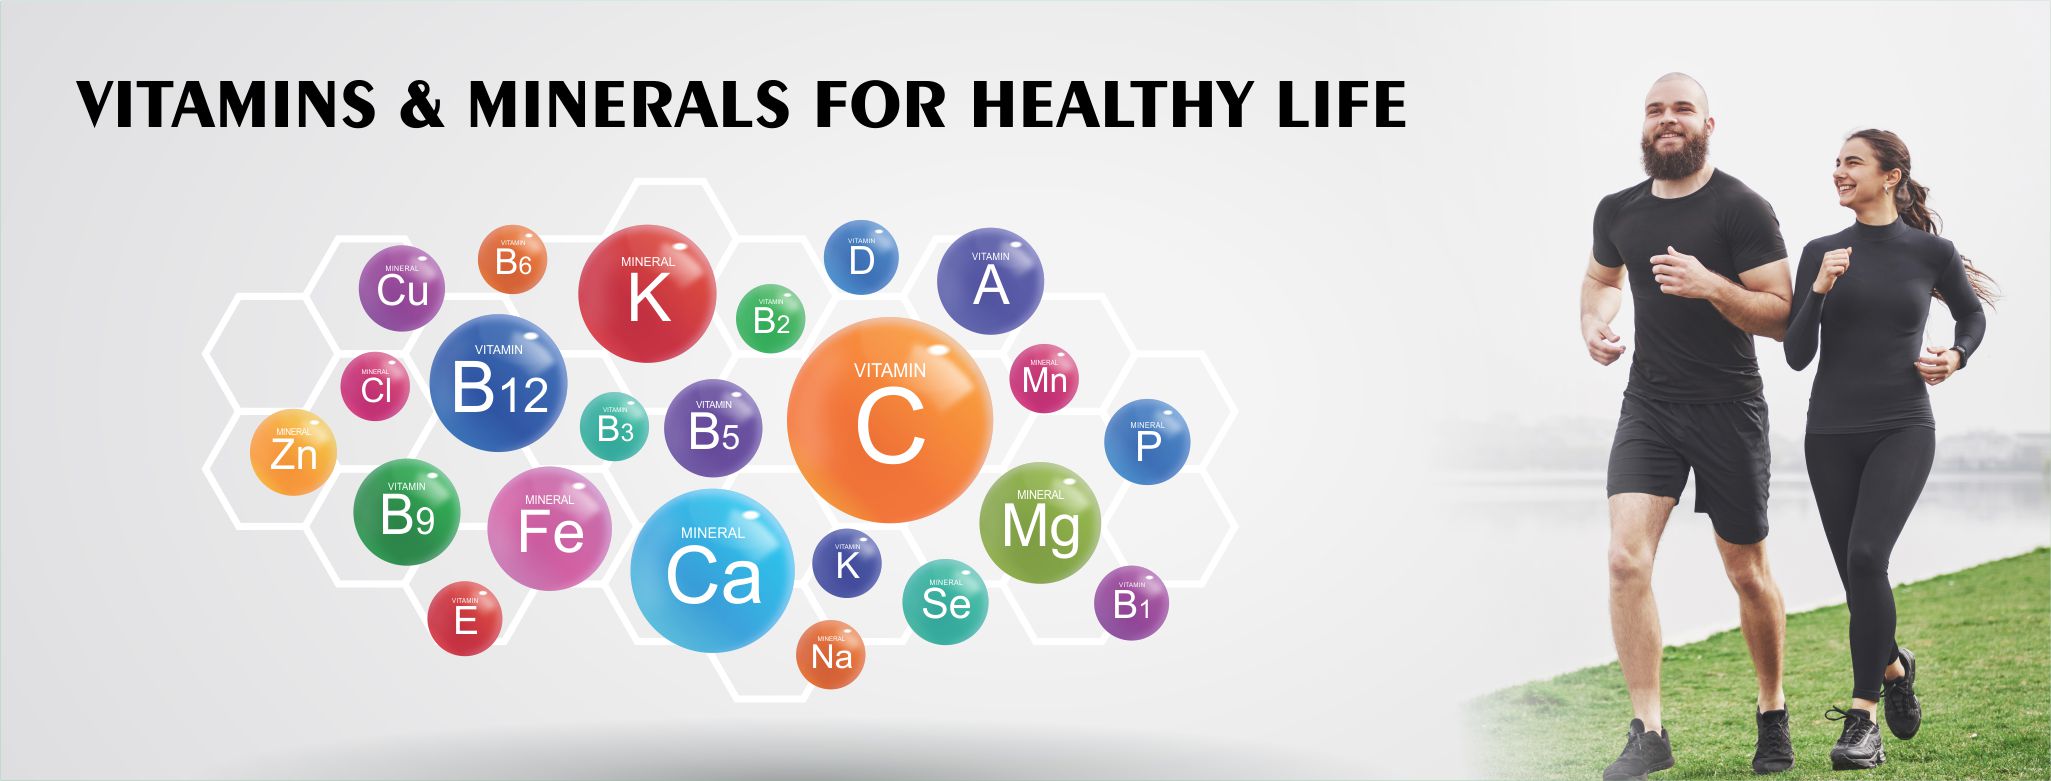 VITAMINS & MINERALS FOR HEALTHY LIFE
MINERAL
Cu
VITAMIN
B6
MINERAL
K
VITAMIN
B2
VITAMIN
D
VITAMIN
A
MINERAL
Cl
VITAMIN
B12
VITAMIN
B3
VITAMIN
B5
VITAMIN
C
MINERAL
Mn
MINERAL
P
MINERAL
Zn
VITAMIN
B9
MINERAL
Fe
MINERAL
Ca
VITAMIN
K
MINERAL
Se
MINERAL
Mg
VITAMIN
B1
VITAMIN
E
MINERAL
Na